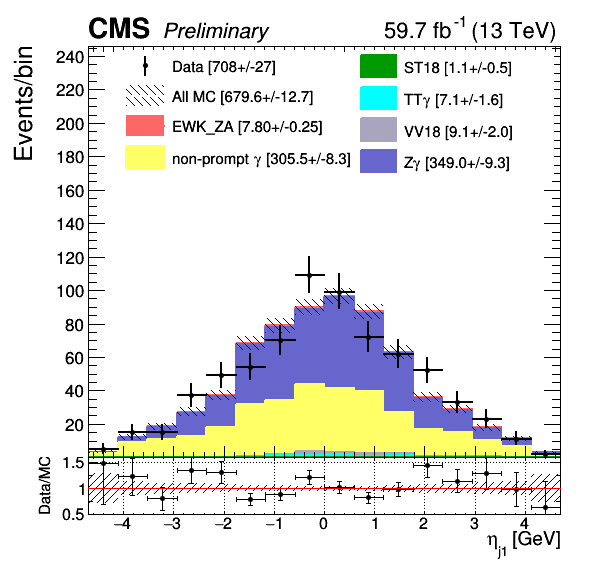 CMS Preliminary 59.7 fb⁻¹ (13 TeV)
Events/bin
Data [708+/-27]
All MC [679.6+/-12.7]
EWK_ZA [7.80+/-0.25]
non-prompt γ [305.5+/-8.3]
ST18 [1.1+/-0.5]
TTγ [7.1+/-1.6]
VV18 [9.1+/-2.0]
Zγ [349.0+/-9.3]
240
220
200
180
160
140
120
100
80
60
40
20
Data/MC
1.5
1
0.5
−4 −3 −2 −1 0 1 2 3 4
η_j1 [GeV]